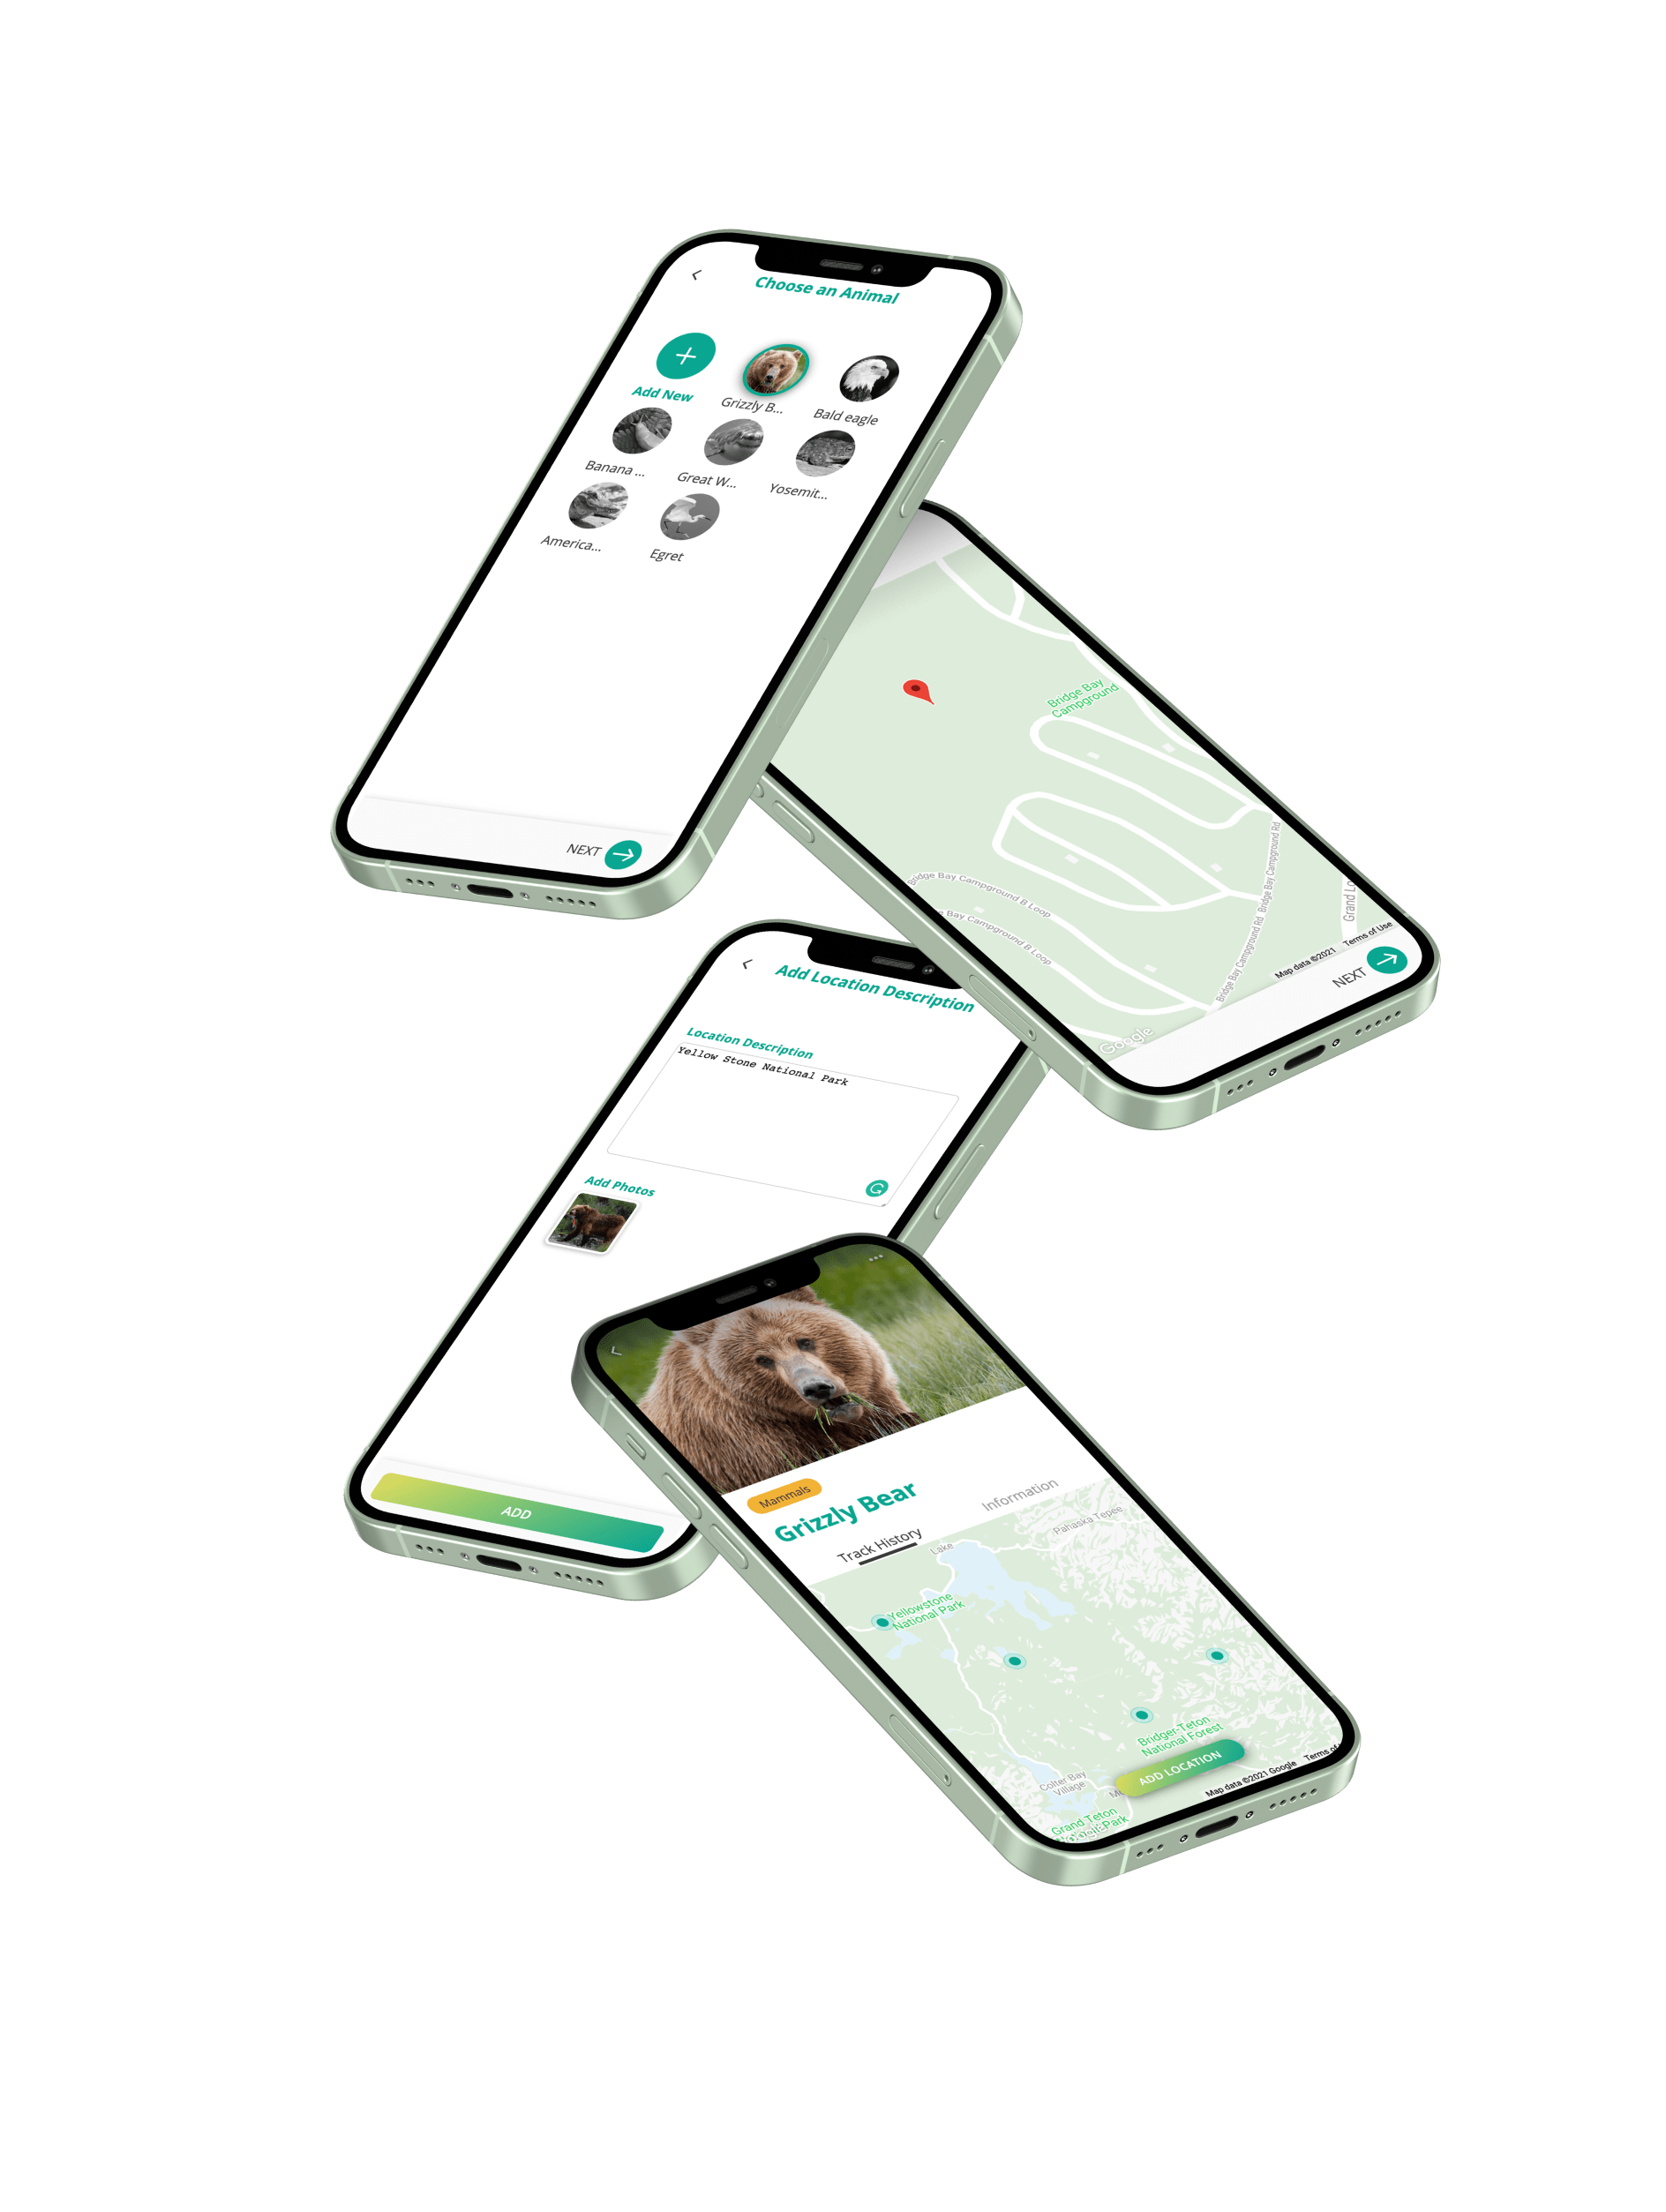 Choose an Animal
Add New
Grizzly B...
Bald eagle
Banana ...
Great W...
Yosemit...
America...
Egret
NEXT
Bridge Bay
Campground
Bridge Bay Campground B Loop
Bay Campground B Loop
Bridge Bay Campground Rd
Bridge Bay Campground Rd
Grand Lo
Google
Map data ©2021
Terms of Use
NEXT
Add Location Description
Location Description
Yellow Stone National Park
Add Photos
ADD
Mammals
Grizzly Bear
Track History
Information
Lake
Pahaska Tepee
Yellowstone
National Park
Bridger-Teton
National Forest
ADD LOCATION
Colter Bay
Village
Grand Teton
Park
Map data ©2021 Google
Terms of